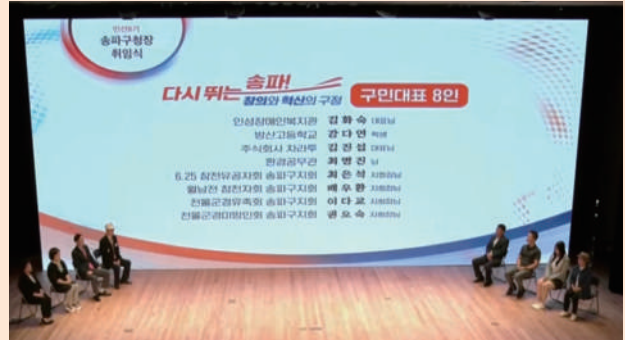 민선8기
송파구청장
취임식
다시 뛰는 송파!
창의와 혁신의 구정
구민대표 8인
인성장애인복지관 김화숙 대표님
방산고등학교 강다연 학생
주식회사 차라투 김진섭 대표님
환경공무관 최병진 님
6.25 참전유공자회 송파구지회 최은석 지회장님
월남전 참전자회 송파구지회 배우환 지회장님
전몰군경유족회 송파구지회 이다교 지회장님
전몰군경미망인회 송파구지회 권오숙 지회장님